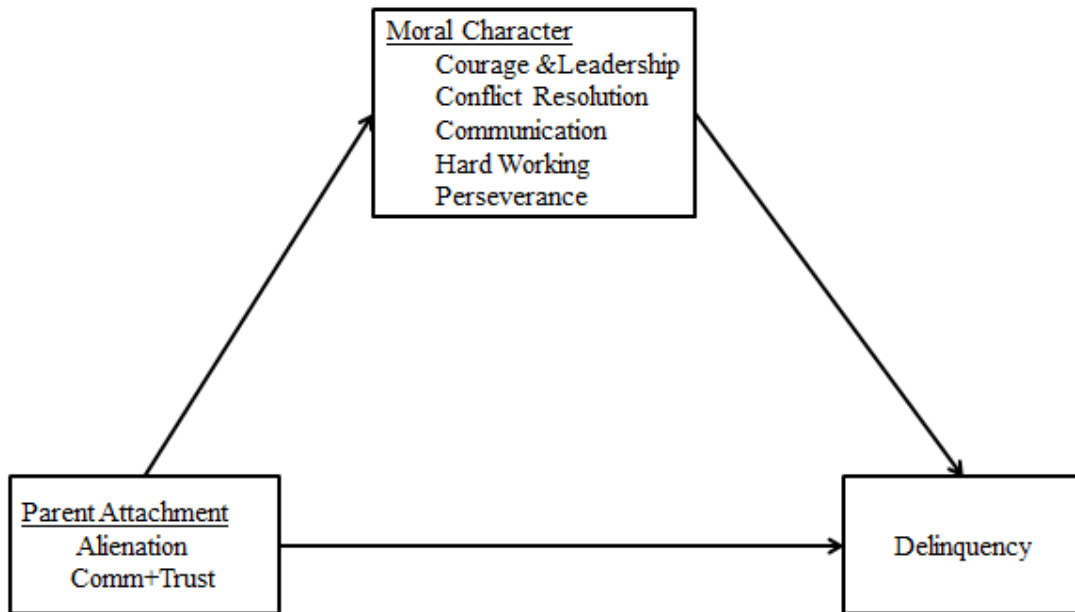 Moral Character
Courage &Leadership
Conflict Resolution
Communication
Hard Working
Perseverance
Parent Attachment
Alienation
Comm+Trust
Delinquency